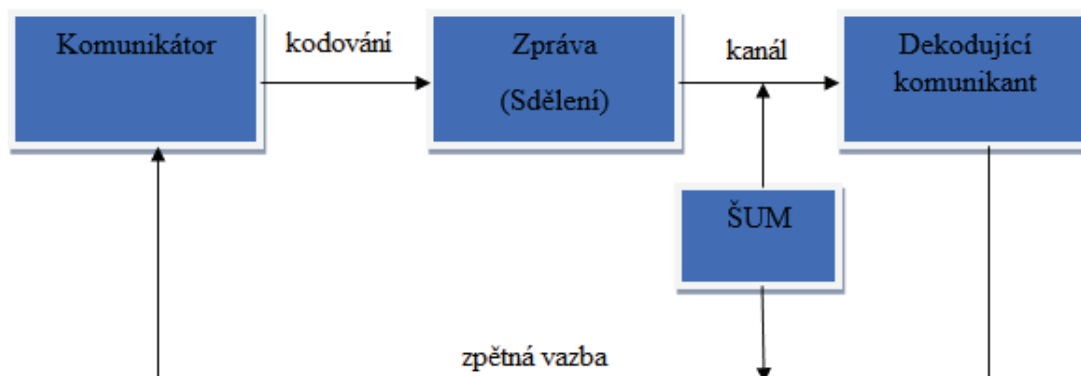 Komunikátor
kodování
Zpráva
(Sdělení)
kanál
Dekodující
komunikant
ŠUM
zpětná vazba